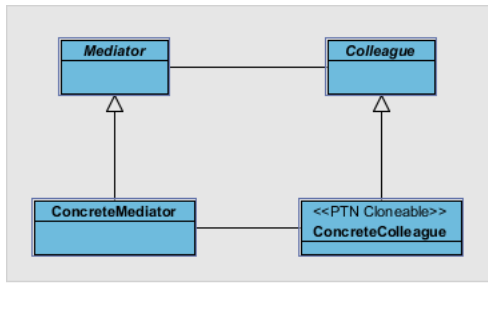 Mediator
Colleague
ConcreteMediator
<<PTN Cloneable>>
ConcreteColleague